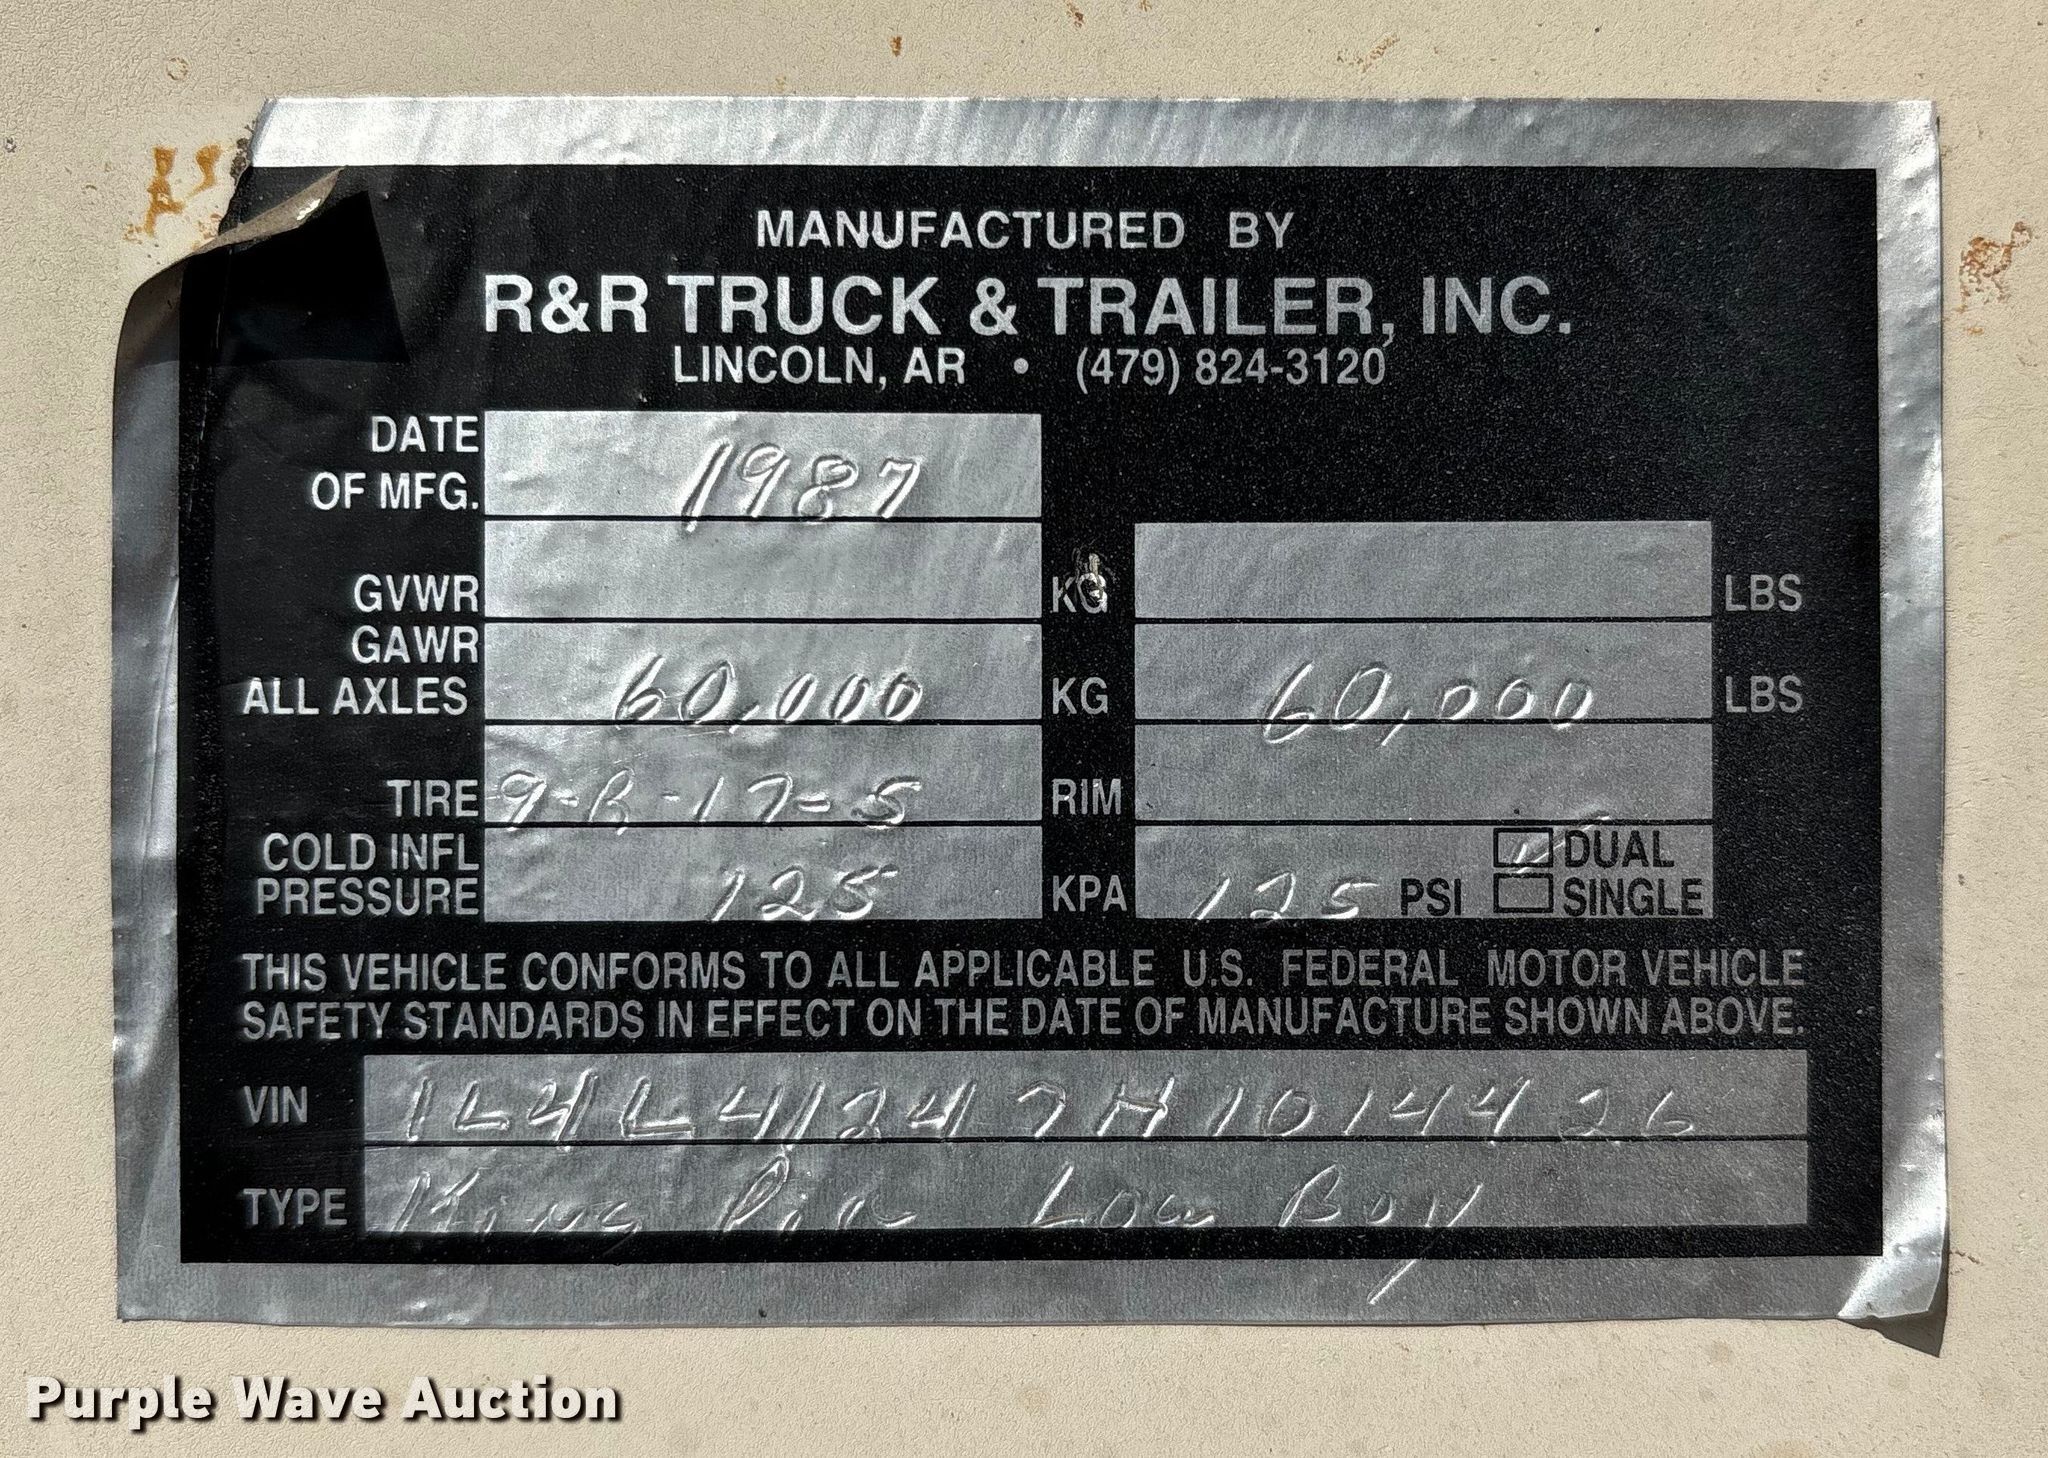 MANUFACTURED BY
R&R TRUCK & TRAILER, INC.
LINCOLN, AR • (479) 824-3120
DATE OF MFG. 1987
GVWR KG LBS
GAWR ALL AXLES 60,000 KG 60,000 LBS
TIRE 9-R-17-5 RIM
COLD INFL PRESSURE 125 KPA 125 PSI DUAL SINGLE
THIS VEHICLE CONFORMS TO ALL APPLICABLE U.S. FEDERAL MOTOR VEHICLE
SAFETY STANDARDS IN EFFECT ON THE DATE OF MANUFACTURE SHOWN ABOVE.
VIN 1L4L41247H1014426
TYPE King Pin Low Boy
Purple Wave Auction